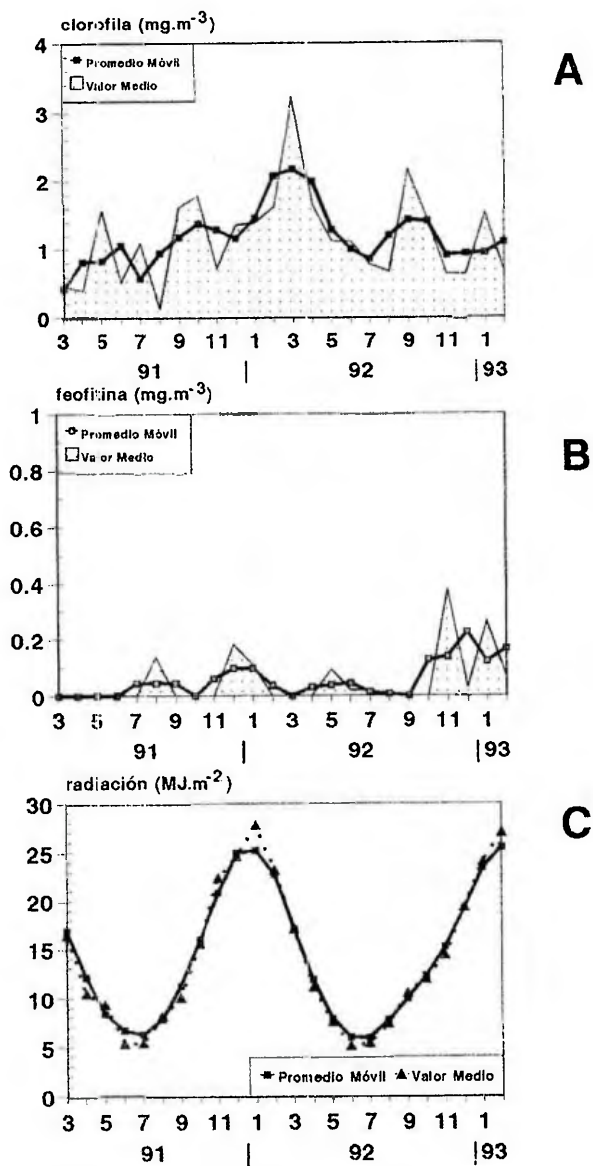 clorofila (mg.m-3)
A
4
Promedio Móvil
Valor Medio
3
2
1
0
3 5 7 9 11 1 3 5 7 9 11 1
91 | 92 |93
feofitina (mg.m-3)
B
1
Promedio Móvil
Valor Medio
0.8
0.6
0.4
0.2
0
3 5 7 9 11 1 3 5 7 9 11 1
91 | 92 |93
radiación (MJ.m-2)
C
30
25
20
15
10
5
Promedio Móvil Valor Medio
0
3 5 7 9 11 1 3 5 7 9 11 1
91 | 92 |93